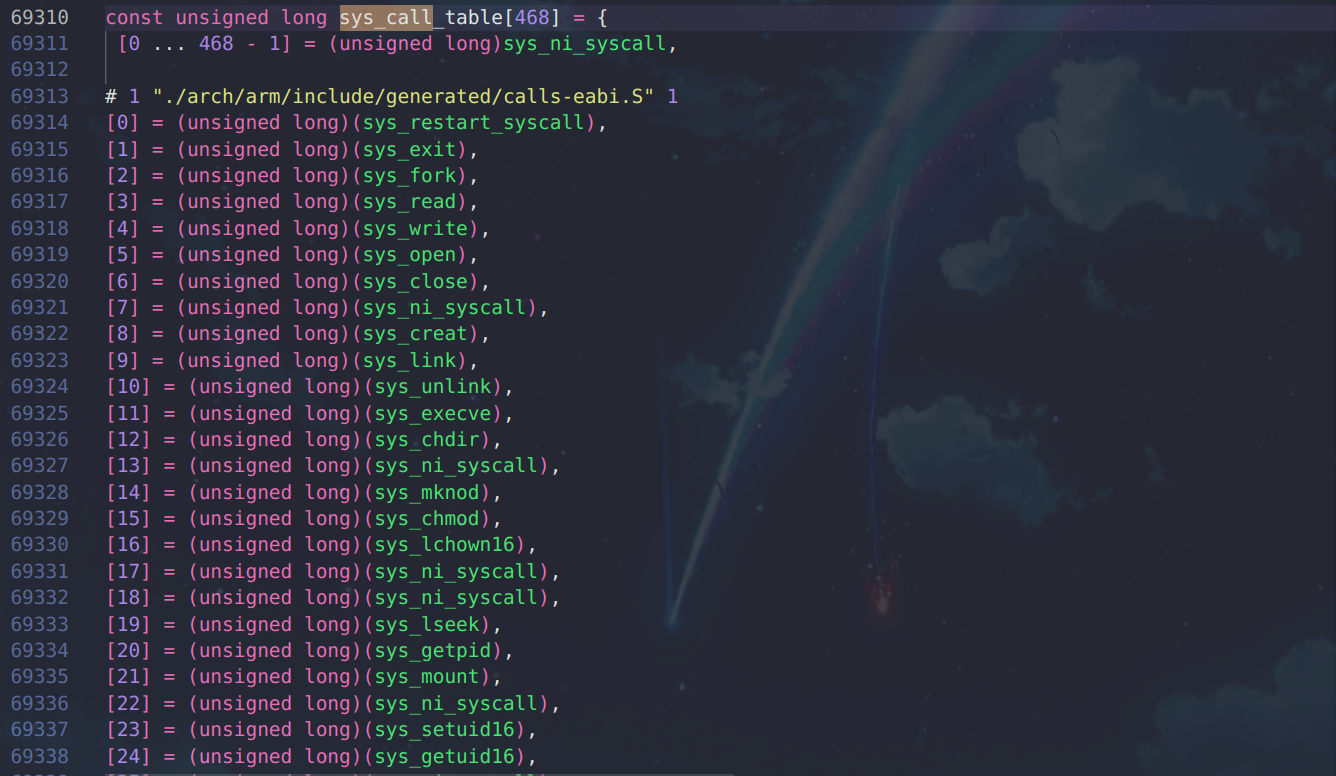 69310 const unsigned long sys_call_table[468] = {
69311 [0 ... 468 - 1] = (unsigned long)sys_ni_syscall,
69312
69313 # 1 "./arch/arm/include/generated/calls-eabi.S" 1
69314 [0] = (unsigned long)(sys_restart_syscall),
69315 [1] = (unsigned long)(sys_exit),
69316 [2] = (unsigned long)(sys_fork),
69317 [3] = (unsigned long)(sys_read),
69318 [4] = (unsigned long)(sys_write),
69319 [5] = (unsigned long)(sys_open),
69320 [6] = (unsigned long)(sys_close),
69321 [7] = (unsigned long)(sys_ni_syscall),
69322 [8] = (unsigned long)(sys_creat),
69323 [9] = (unsigned long)(sys_link),
69324 [10] = (unsigned long)(sys_unlink),
69325 [11] = (unsigned long)(sys_execve),
69326 [12] = (unsigned long)(sys_chdir),
69327 [13] = (unsigned long)(sys_ni_syscall),
69328 [14] = (unsigned long)(sys_mknod),
69329 [15] = (unsigned long)(sys_chmod),
69330 [16] = (unsigned long)(sys_lchown16),
69331 [17] = (unsigned long)(sys_ni_syscall),
69332 [18] = (unsigned long)(sys_ni_syscall),
69333 [19] = (unsigned long)(sys_lseek),
69334 [20] = (unsigned long)(sys_getpid),
69335 [21] = (unsigned long)(sys_mount),
69336 [22] = (unsigned long)(sys_ni_syscall),
69337 [23] = (unsigned long)(sys_setuid16),
69338 [24] = (unsigned long)(sys_getuid16),